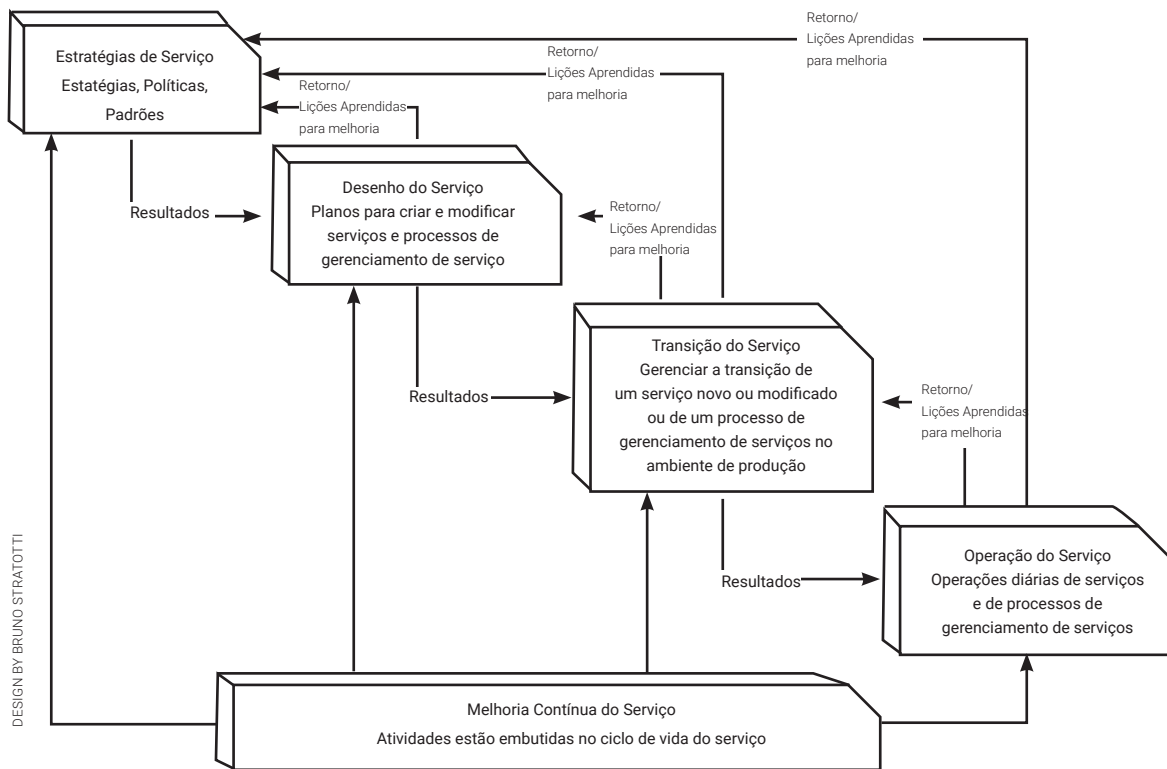 Estratégias de Serviço
Estatégias, Políticas,
Padrões
Retorno/
Lições Aprendidas
para melhoria
Retorno/
Lições Aprendidas
para melhoria
Retorno/
Lições Aprendidas
para melhoria
Resultados
Desenho do Serviço
Planos para criar e modificar
serviços e processos de
gerenciamento de serviço
Retorno/
Lições Aprendidas
para melhoria
Resultados
Transição do Serviço
Gerenciar a transição de
um serviço novo ou modificado
ou de um processo de
gerenciamento de serviços no
ambiente de produção
Retorno/
Lições Aprendidas
para melhoria
Resultados
Operação do Serviço
Operações diárias de serviços
e de processos de
gerenciamento de serviços
Melhoria Contínua do Serviço
Atividades estão embutidas no ciclo de vida do serviço
DESIGN BY BRUNO STRATOTTI